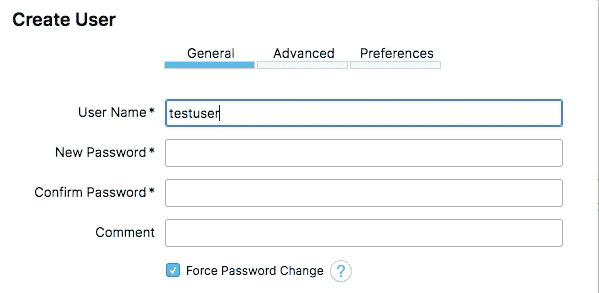 Create User
General Advanced Preferences
User Name* testuser
New Password*
Confirm Password*
Comment
Force Password Change ?